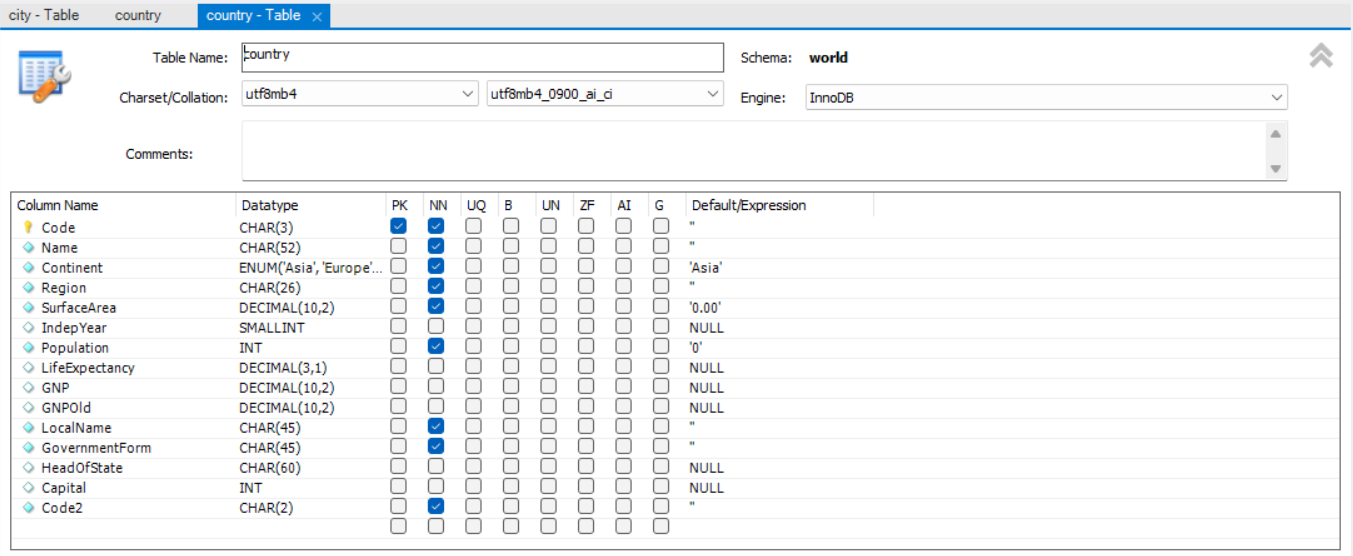 city - Table country country - Table ×
Table Name: country Schema: world
Charset/Collation: utf8mb4 utf8mb4_0900_ai_ci Engine: InnoDB
Comments:
Column Name Datatype PK NN UQ B UN ZF AI G Default/Expression
Code CHAR(3) ''
Name CHAR(52) ''
Continent ENUM('Asia', 'Europe'... 'Asia'
Region CHAR(26) ''
SurfaceArea DECIMAL(10,2) '0.00'
IndepYear SMALLINT NULL
Population INT '0'
LifeExpectancy DECIMAL(3,1) NULL
GNP DECIMAL(10,2) NULL
GNPOld DECIMAL(10,2) NULL
LocalName CHAR(45) ''
GovernmentForm CHAR(45) ''
HeadOfState CHAR(60) NULL
Capital INT NULL
Code2 CHAR(2) ''